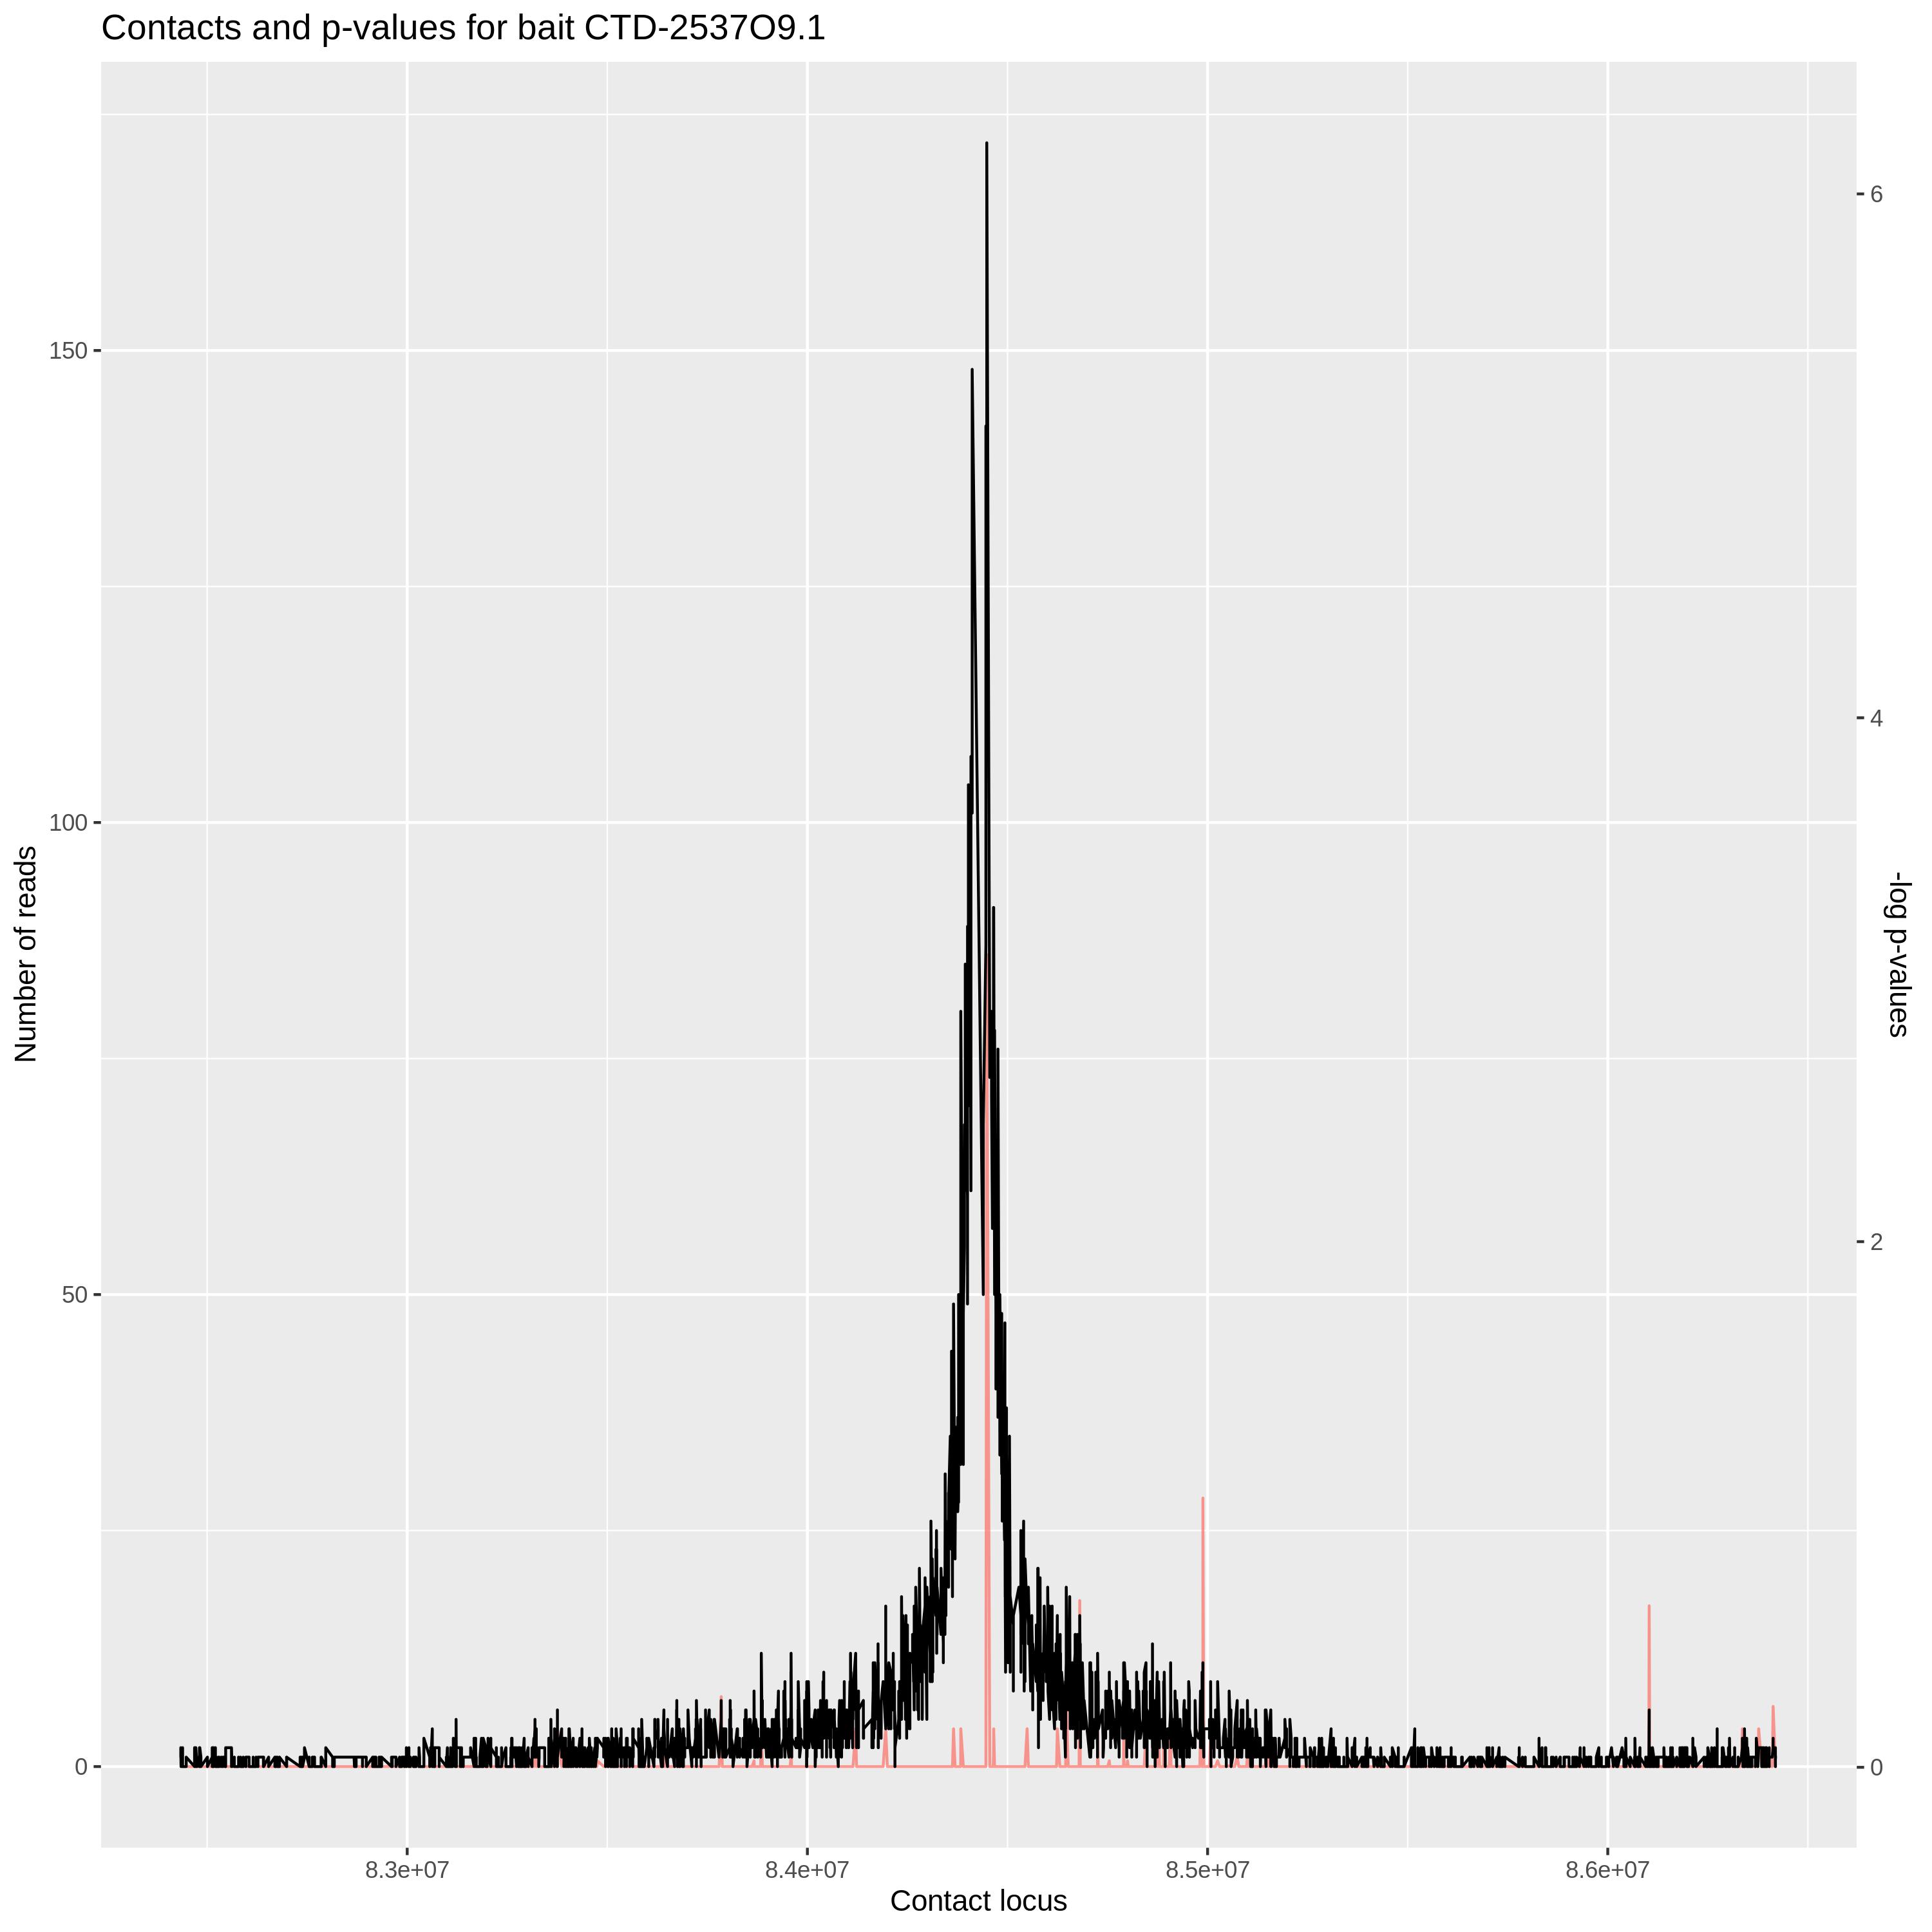 Contacts and p-values for bait CTD-2537O9.1
150
100
50
0
Number of reads
6
4
2
0
-log p-values
8.3e+07
8.4e+07
8.5e+07
8.6e+07
Contact locus